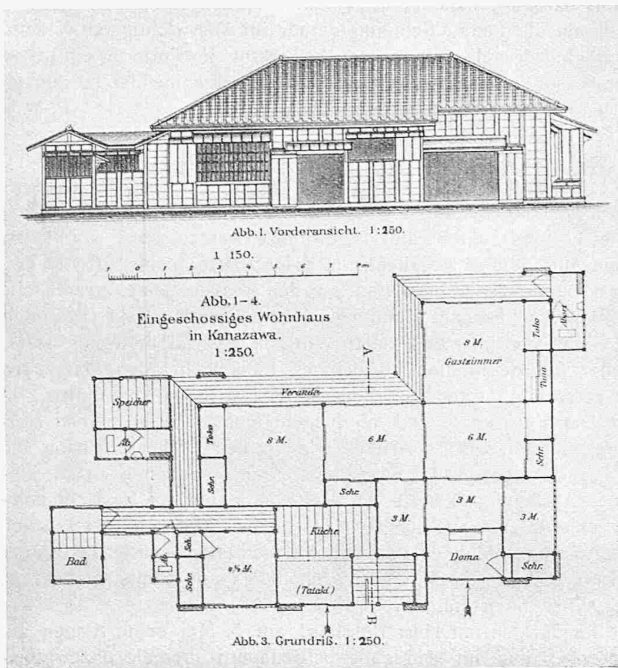 Abb.1. Vorderansicht. 1:250.
1 150.
1 0 1 2 3 4 5 6 7 8 m
Abb. 1-4.
Eingeschossiges Wohnhaus
in Kanazawa.
1:250.
A
8 M.
Gastzimmer
Toko
Abort
Tana
Veranda
Speicher
Ab.
Toko
8 M.
6 M.
6 M.
Schr.
Schr.
Schr.
3 M.
3 M.
3 M.
Küche
Bad
Ab.
Sch.
Schr.
4½ M.
(Tataki)
Doma
Schr.
B
Abb. 3. Grundriß. 1:250.